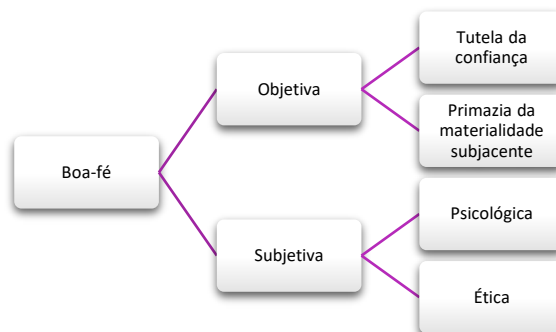 Boa-fé
Objetiva
Tutela da
confiança
Primazia da
materialidade
subjacente
Subjetiva
Psicológica
Ética